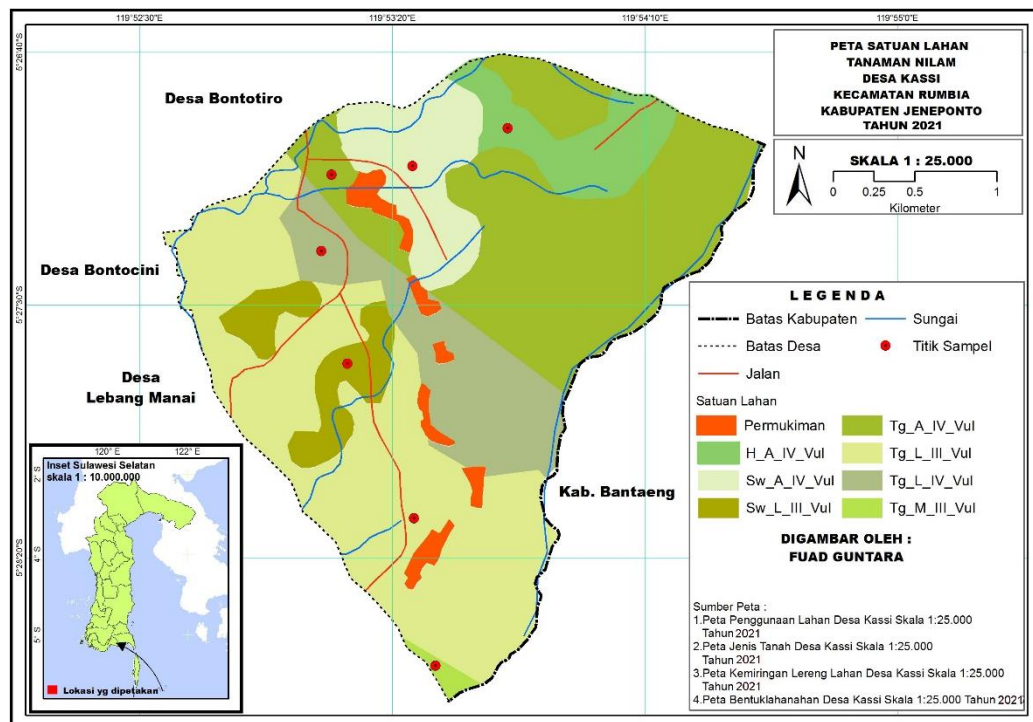 119°52'30"E
119°53'20"E
119°54'10"E
119°55'0"E
5°26'40"S
5°27'30"S
5°28'20"S
Desa Bontotiro
Desa Bontocini
Desa
Lebang Manai
Kab. Bantaeng
PETA SATUAN LAHAN
TANAMAN NILAM
DESA KASSI
KECAMATAN RUMBIA
KABUPATEN JENEPONTO
TAHUN 2021
N
SKALA 1 : 25.000
0 0.25 0.5 1
Kilometer
LEGENDA
Batas Kabupaten
Sungai
Batas Desa
Titik Sampel
Jalan
Satuan Lahan
Permukiman
Tg_A_IV_Vul
H_A_IV_Vul
Tg_L_III_Vul
Sw_A_IV_Vul
Tg_L_IV_Vul
Sw_L_III_Vul
Tg_M_III_Vul
DIGAMBAR OLEH :
FUAD GUNTARA
Sumber Peta :
1.Peta Penggunaan Lahan Desa Kassi Skala 1:25.000
Tahun 2021
2.Peta Jenis Tanah Desa Kassi Skala 1:25.000
Tahun 2021
3.Peta Kemiringan Lereng Lahan Desa Kassi Skala 1:25.000
Tahun 2021
4.Peta Bentuklahanahan Desa Kassi Skala 1:25.000 Tahun 2021
120° E
122° E
Inset Sulawesi Selatan
skala 1 : 10.000.000
2° S
4° S
5° S
Lokasi yg dipetakan